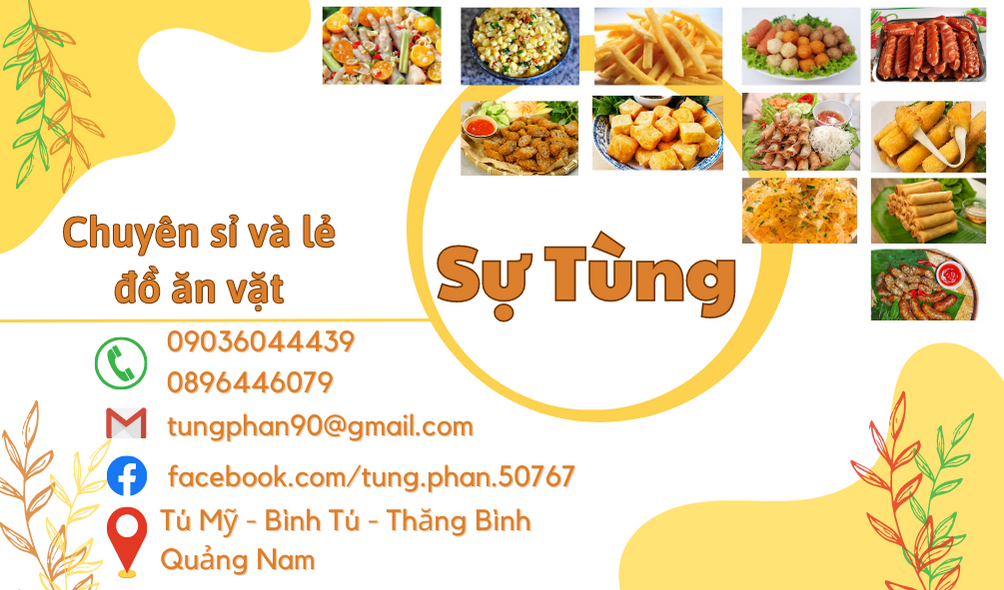 Chuyên sỉ và lẻ
đồ ăn vặt
Sự Tùng
09036044439
0896446079
tungphan90@gmail.com
facebook.com/tung.phan.50767
Tú Mỹ - Bình Tú - Thăng Bình
Quảng Nam